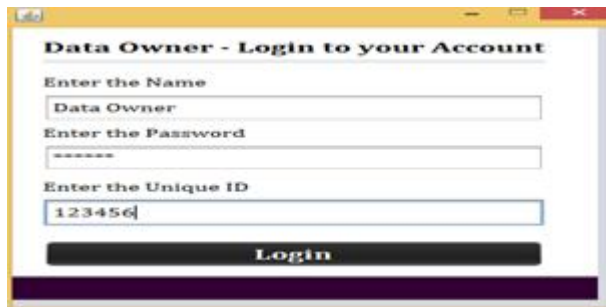 Data Owner - Login to your Account
Enter the Name
Data Owner
Enter the Password
******
Enter the Unique ID
123456
Login